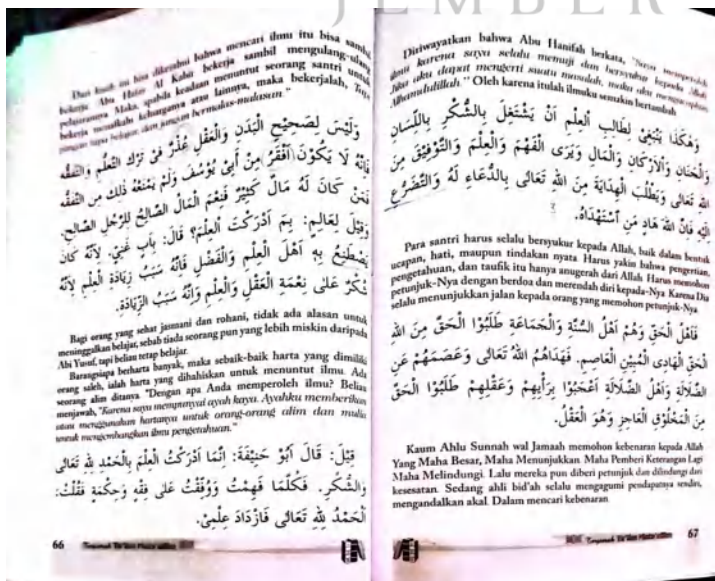 JEMBER
Dari kisah ini bisa diketahui bahwa mencari ilmu itu bisa sambil
bekerja. Abu Hafas Al Kabir bekerja sambil mengulang-ulang
pelajarannya. Maka, apabila keadaan menuntut seorang santri untuk
bekerja menafkahi keluarga atau lainnya, maka bekerjalah, Tapi
jangan lupa belajar dan jangan bermalas-malasan."
وَلَيْسَ لِصَحِيْحِ الْبَدَنِ وَالْعَقْلِ عُذْرٌ فِيْ تَرْكِ التَّعَلُّمِ وَالتَّفَقُّهِ
فَإِنَّهُ لَا يَكُوْنُ أَفْقَرُ مِنْ أَبِيْ يُوْسُفَ وَلَمْ يَمْنَعْهُ ذٰلِكَ مِنَ التَّفَقُّهِ
فَمَنْ كَانَ لَهُ مَالٌ كَثِيْرٌ فَنِعْمَ الْمَالُ الصَّالِحُ لِلرَّجُلِ الصَّالِحِ.
وَقِيْلَ لِعَالِمٍ: بِمَ أَدْرَكْتَ الْعِلْمَ؟ قَالَ: بِأَبٍ غَنِيٍّ. لِأَنَّهُ كَانَ
يَصْطَنِعُ بِهِ أَهْلَ الْعِلْمِ وَالْفَضْلِ فَإِنَّهُ سَبَبُ زِيَادَةِ الْعِلْمِ لِأَنَّهُ
شُكْرٌ عَلٰى نِعْمَةِ الْعَقْلِ وَالْعِلْمِ وَإِنَّهُ سَبَبُ الزِّيَادَةِ.
Bagi orang yang sehat jasmani dan rohani, tidak ada alasan untuk
meninggalkan belajar, sebab tiada seorang pun yang lebih miskin daripada
Abi Yusuf, tapi beliau tetap belajar.
Barangsiapa berharta banyak, maka sebaik-baik harta yang dimiliki
orang saleh, ialah harta yang dihabiskan untuk menuntut ilmu. Ada
seorang alim ditanya "Dengan apa Anda memperoleh ilmu? Beliau
menjawab, "Karena saya mempunyai ayah kaya. Ayahku memberikan
atau menggunakan hartanya untuk orang-orang alim dan mulia
untuk mengembangkan ilmu pengetahuan."
قِيْلَ: قَالَ أَبُوْ حَنِيْفَةَ: إِنَّمَا أَدْرَكْتُ الْعِلْمَ بِالْحَمْدِ لِلّٰهِ تَعَالٰى
وَالشُّكْرِ. فَكُلَّمَا فَهِمْتُ وَوُفِّقْتُ عَلٰى فِقْهٍ وَحِكْمَةٍ فَقُلْتُ:
الْحَمْدُ لِلّٰهِ تَعَالٰى فَازْدَادَ عِلْمِيْ.
66
Diriwayatkan bahwa Abu Hanifah berkata, "Saya memperoleh
ilmu karena saya selalu memuji dan bersyukur kepada Allah
Jika aku dapat mengerti suatu masalah, maka aku mengucapkan
Alhamdulillah." Oleh karena itulah ilmuku semakin bertambah
وَهٰكَذَا يَنْبَغِيْ لِطَالِبِ الْعِلْمِ أَنْ يَشْتَغِلَ بِالشُّكْرِ بِاللِّسَانِ
وَالْجَنَانِ وَالْأَرْكَانِ وَالْمَالِ وَيَرَى الْفَهْمَ وَالْعِلْمَ وَالتَّوْفِيْقَ مِنَ
اللهِ تَعَالٰى وَيَطْلُبَ الْهِدَايَةَ مِنَ اللهِ تَعَالٰى بِالدُّعَاءِ لَهُ وَالتَّضَرُّعِ
إِلَيْهِ فَإِنَّ اللهَ هَادٍ مَنِ اسْتَهْدَاهُ.
Para santri harus selalu bersyukur kepada Allah, baik dalam bentuk
ucapan, hati, maupun tindakan nyata Harus yakin bahwa pengertian,
pengetahuan, dan taufik itu hanya anugerah dari Allah. Harus memohon
petunjuk-Nya dengan berdoa dan merendah diri kepada-Nya Karena Dia
selalu menunjukkan jalan kepada orang yang memohon petunjuk-Nya
فَأَهْلُ الْحَقِّ وَهُمْ أَهْلُ السُّنَّةِ وَالْجَمَاعَةِ طَلَبُوْا الْحَقَّ مِنَ اللهِ
الْحَقِّ الْهَادِى الْمُبِيْنِ الْعَاصِمِ. فَهَدَاهُمُ اللهُ تَعَالٰى وَعَصَمَهُمْ عَنِ
الضَّلَالَةِ وَأَهْلُ الضَّلَالَةِ أَعْجَبُوْا بِرَأْيِهِمْ وَعَقْلِهِمْ طَلَبُوْا الْحَقَّ
مِنَ الْمَخْلُوْقِ الْعَاجِزِ وَهُوَ الْعَقْلُ.
Kaum Ahlu Sunnah wal Jamaah memohon kebenaran kepada Allah
Yang Maha Besar, Maha Menunjukkan. Maha Pemberi Keterangan Lagi
Maha Melindungi. Lalu mereka pun diberi petunjuk dan dilindungi dari
kesesatan. Sedang ahli bid'ah selalu mengagumi pendapatnya sendiri,
mengandalkan akal. Dalam mencari kebenaran
67